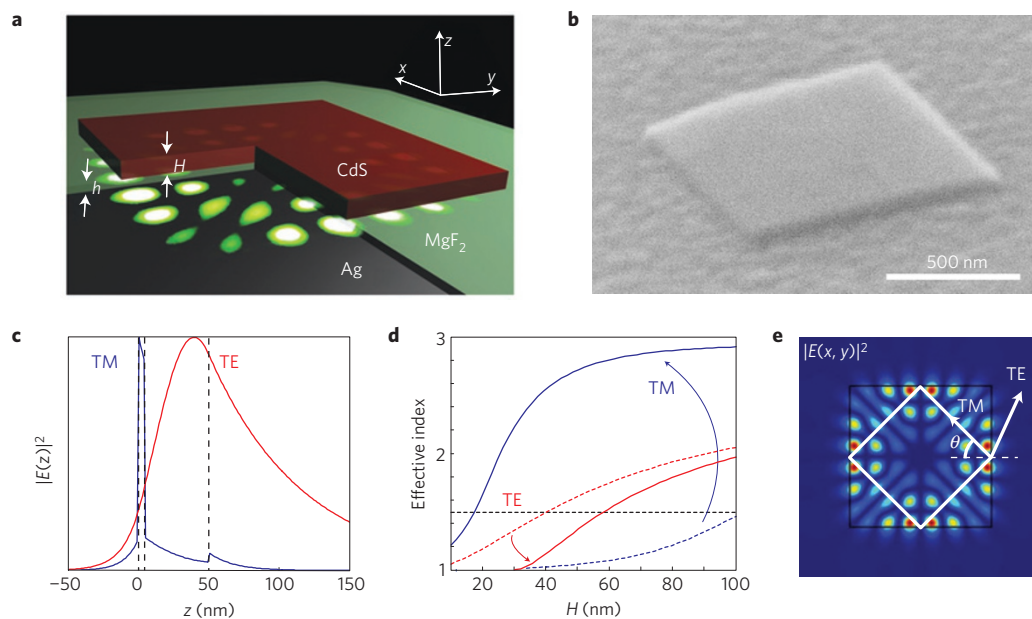 a
z
x
y
H
h
CdS
MgF₂
Ag
b
500 nm
c
TM
TE
|E(z)|²
−50
0
50
100
150
z (nm)
d
3
2
1
Effective index
TM
TE
20
40
60
80
100
H (nm)
e
|E(x, y)|²
TE
TM
θ